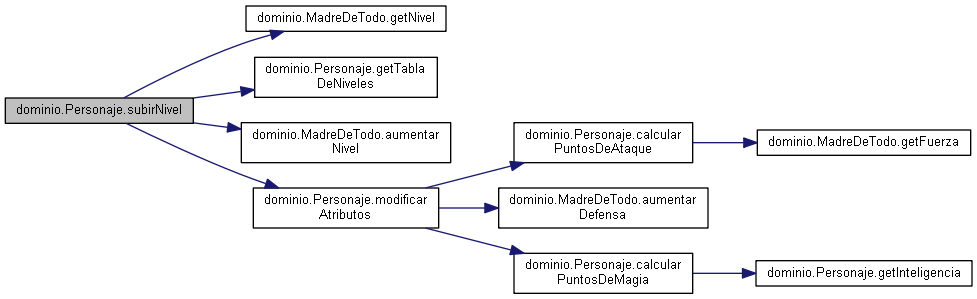 dominio.MadreDeTodo.getNivel
dominio.Personaje.getTabla
DeNiveles
dominio.Personaje.subirNivel
dominio.MadreDeTodo.aumentar
Nivel
dominio.Personaje.modificar
Atributos
dominio.Personaje.calcular
PuntosDeAtaque
dominio.MadreDeTodo.getFuerza
dominio.MadreDeTodo.aumentar
Defensa
dominio.Personaje.calcular
PuntosDeMagia
dominio.Personaje.getInteligencia